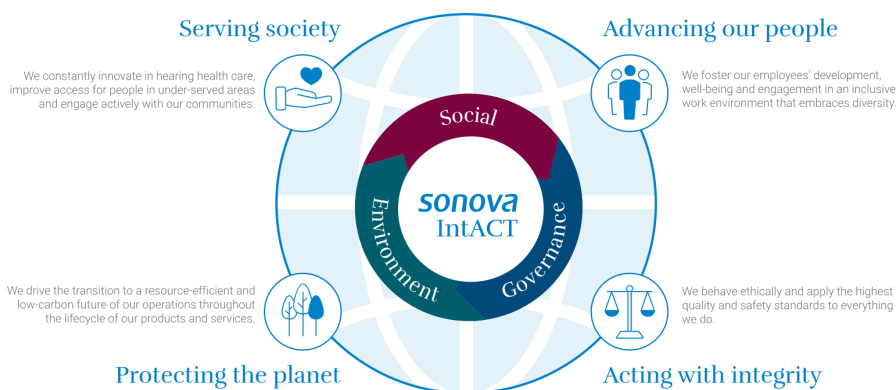 Serving society
We constantly innovate in hearing health care,
improve access for people in under-served areas
and engage actively with our communities.
Advancing our people
We foster our employees' development,
well-being and engagement in an inclusive
work environment that embraces diversity.
Social
Environment
Governance
sonova
IntACT
We drive the transition to a resource-efficient and
low-carbon future of our operations throughout
the lifecycle of our products and services.
Protecting the planet
We behave ethically and apply the highest
quality and safety standards to everything
we do.
Acting with integrity